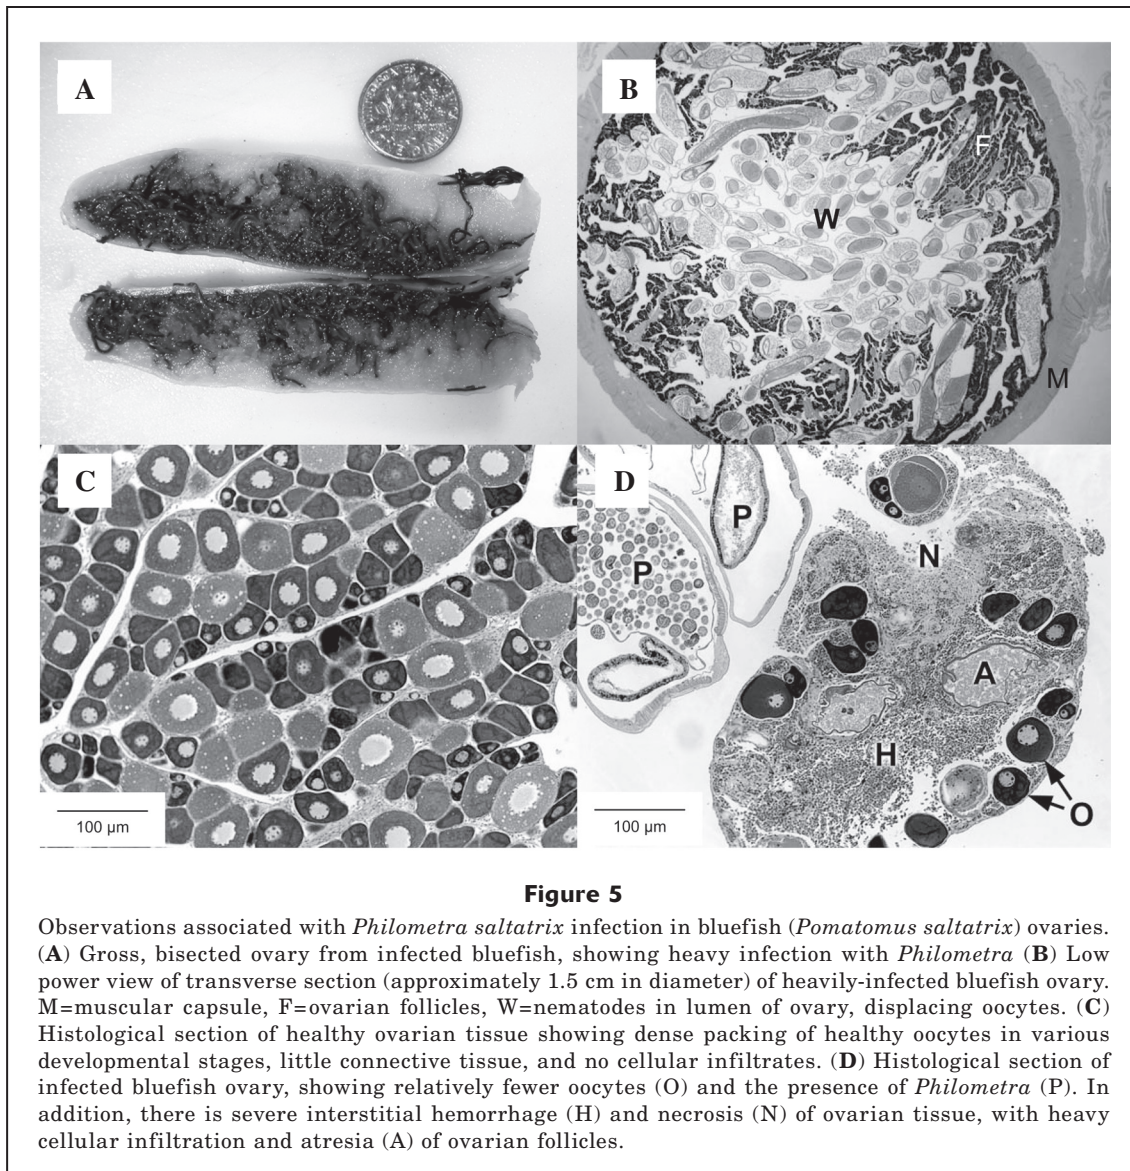 A
B
F
W
M
C
D
P
N
P
A
H
O
100 µm
100 µm
Figure 5
Observations associated with Philometra saltatrix infection in bluefish (Pomatomus saltatrix) ovaries.
(A) Gross, bisected ovary from infected bluefish, showing heavy infection with Philometra (B) Low
power view of transverse section (approximately 1.5 cm in diameter) of heavily-infected bluefish ovary.
M=muscular capsule, F=ovarian follicles, W=nematodes in lumen of ovary, displacing oocytes. (C)
Histological section of healthy ovarian tissue showing dense packing of healthy oocytes in various
developmental stages, little connective tissue, and no cellular infiltrates. (D) Histological section of
infected bluefish ovary, showing relatively fewer oocytes (O) and the presence of Philometra (P). In
addition, there is severe interstitial hemorrhage (H) and necrosis (N) of ovarian tissue, with heavy
cellular infiltration and atresia (A) of ovarian follicles.